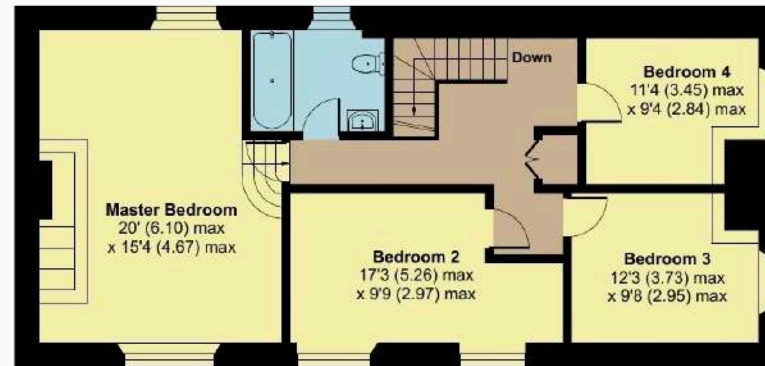 Down
Bedroom 4
11'4 (3.45) max
x 9'4 (2.84) max
Master Bedroom
20' (6.10) max
x 15'4 (4.67) max
Bedroom 2
17'3 (5.26) max
x 9'9 (2.97) max
Bedroom 3
12'3 (3.73) max
x 9'8 (2.95) max